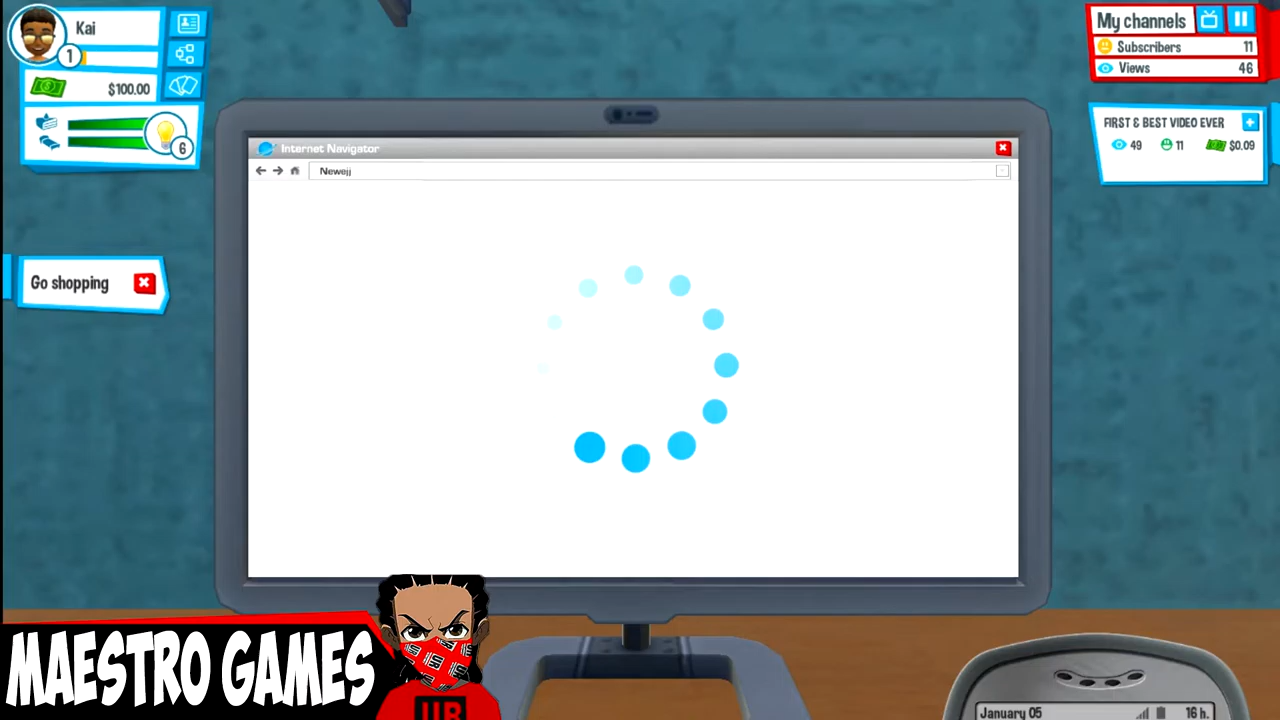 Kai
1
$100.00
6
My channels
Subscribers 11
Views 46
FIRST & BEST VIDEO EVER
49 11 $0.09
Internet Navigator
Newejj
Go shopping
MAESTRO GAMES
January 05 16 h.